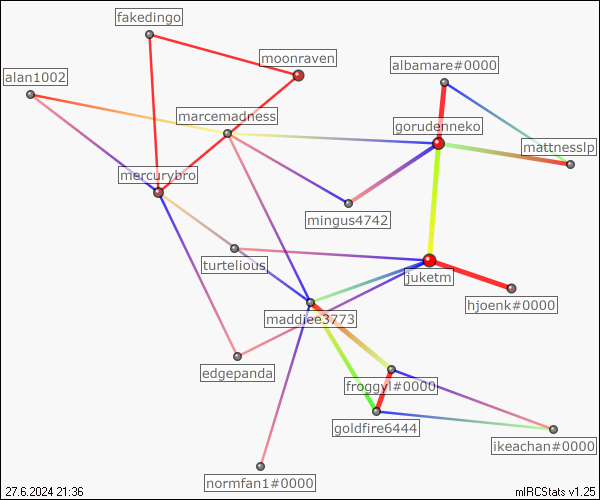 fakedingo
moonraven
albamare#0000
alan1002
marcemadness
gorudenneko
mattnesslp
mercurybro
mingus4742
turtelious
juketm
hjoenk#0000
maddiee3773
edgepanda
froggyl#0000
goldfire6444
ikeachan#0000
normfan1#0000
27.6.2024 21:36
mIRCStats v1.25